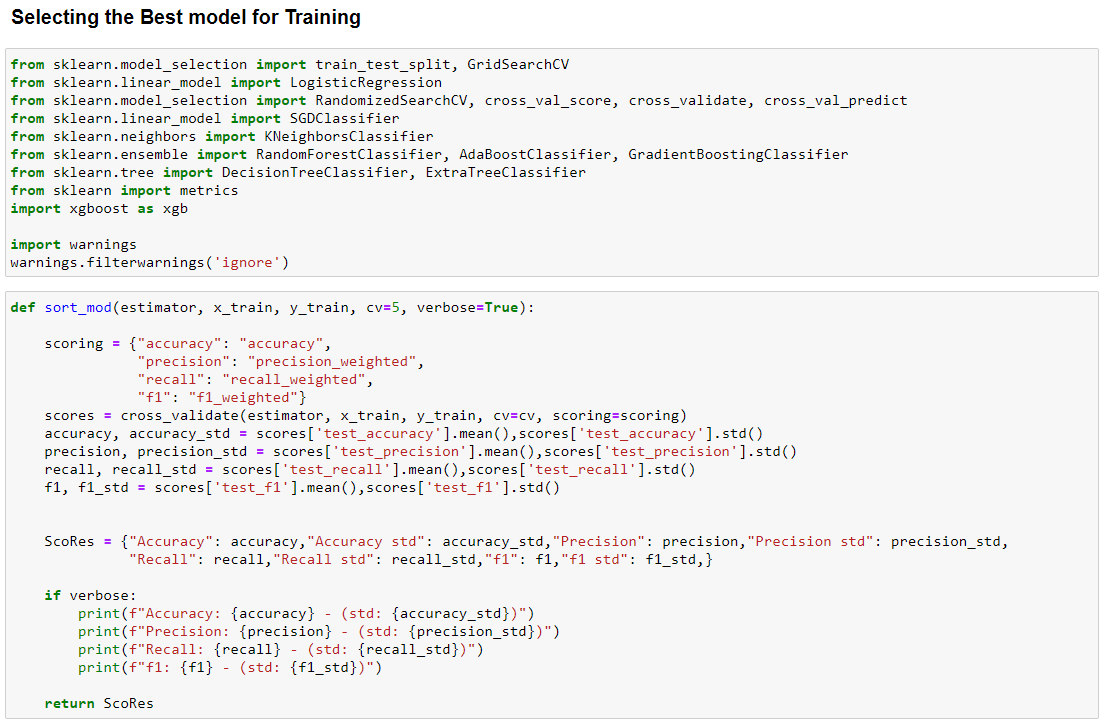 Selecting the Best model for Training
from sklearn.model_selection import train_test_split, GridSearchCV
from sklearn.linear_model import LogisticRegression
from sklearn.model_selection import RandomizedSearchCV, cross_val_score, cross_validate, cross_val_predict
from sklearn.linear_model import SGDClassifier
from sklearn.neighbors import KNeighborsClassifier
from sklearn.ensemble import RandomForestClassifier, AdaBoostClassifier, GradientBoostingClassifier
from sklearn.tree import DecisionTreeClassifier, ExtraTreeClassifier
from sklearn import metrics
import xgboost as xgb

import warnings
warnings.filterwarnings('ignore')

def sort_mod(estimator, x_train, y_train, cv=5, verbose=True):

    scoring = {"accuracy": "accuracy",
               "precision": "precision_weighted",
               "recall": "recall_weighted",
               "f1": "f1_weighted"}
    scores = cross_validate(estimator, x_train, y_train, cv=cv, scoring=scoring)
    accuracy, accuracy_std = scores['test_accuracy'].mean(),scores['test_accuracy'].std()
    precision, precision_std = scores['test_precision'].mean(),scores['test_precision'].std()
    recall, recall_std = scores['test_recall'].mean(),scores['test_recall'].std()
    f1, f1_std = scores['test_f1'].mean(),scores['test_f1'].std()


    ScoRes = {"Accuracy": accuracy,"Accuracy std": accuracy_std,"Precision": precision,"Precision std": precision_std,
              "Recall": recall,"Recall std": recall_std,"f1": f1,"f1 std": f1_std,}

    if verbose:
        print(f"Accuracy: {accuracy} - (std: {accuracy_std})")
        print(f"Precision: {precision} - (std: {precision_std})")
        print(f"Recall: {recall} - (std: {recall_std})")
        print(f"f1: {f1} - (std: {f1_std})")

    return ScoRes